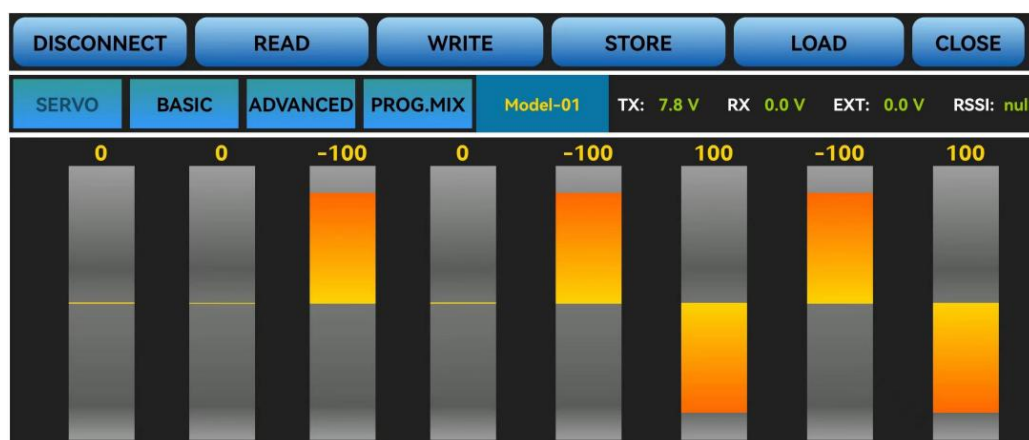 DISCONNECT READ WRITE STORE LOAD CLOSE
SERVO BASIC ADVANCED PROG.MIX Model-01 TX: 7.8 V RX 0.0 V EXT: 0.0 V RSSI: nul
0 0 -100 0 -100 100 -100 100